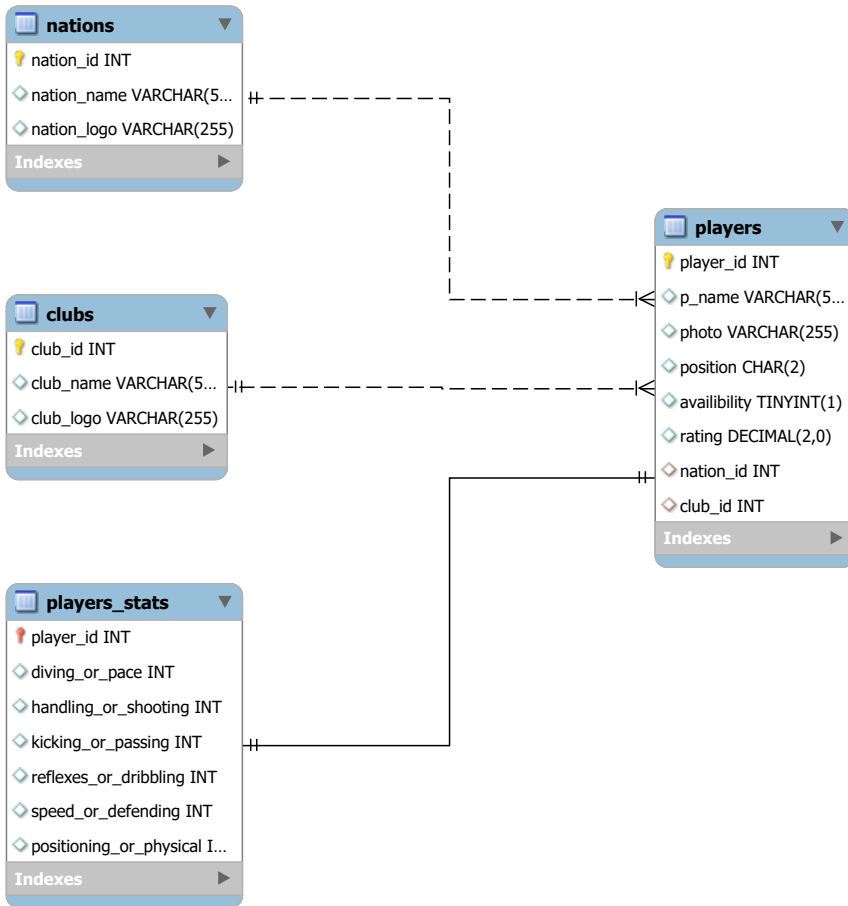 nations
nation_id INT
nation_name VARCHAR(5...
nation_logo VARCHAR(255)
Indexes
clubs
club_id INT
club_name VARCHAR(5...
club_logo VARCHAR(255)
Indexes
players
player_id INT
p_name VARCHAR(5...
photo VARCHAR(255)
position CHAR(2)
availibility TINYINT(1)
rating DECIMAL(2,0)
nation_id INT
club_id INT
Indexes
players_stats
player_id INT
diving_or_pace INT
handling_or_shooting INT
kicking_or_passing INT
reflexes_or_dribbling INT
speed_or_defending INT
positioning_or_physical I...
Indexes